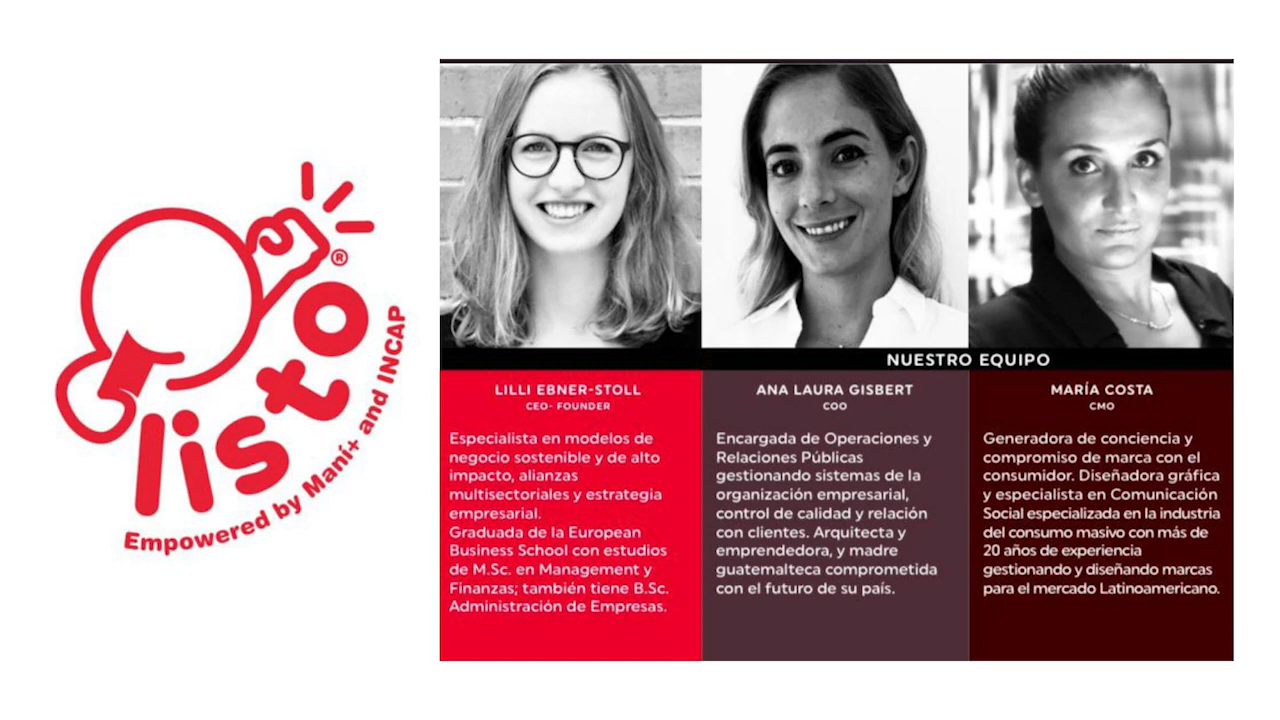 listo®
Empowered by Maní+ and INCAP
NUESTRO EQUIPO
LILLI EBNER-STOLL
CEO- FOUNDER
Especialista en modelos de
negocio sostenible y de alto
impacto, alianzas
multisectoriales y estrategia
empresarial.
Graduada de la European
Business School con estudios
de M.Sc. en Management y
Finanzas; también tiene B.Sc.
Administración de Empresas.
ANA LAURA GISBERT
COO
Encargada de Operaciones y
Relaciones Públicas
gestionando sistemas de la
organización empresarial,
control de calidad y relación
con clientes. Arquitecta y
emprendedora, y madre
guatemalteca comprometida
con el futuro de su país.
MARÍA COSTA
CMO
Generadora de conciencia y
compromiso de marca con el
consumidor. Diseñadora gráfica
y especialista en Comunicación
Social especializada en la industria
del consumo masivo con más de
20 años de experiencia
gestionando y diseñando marcas
para el mercado Latinoamericano.